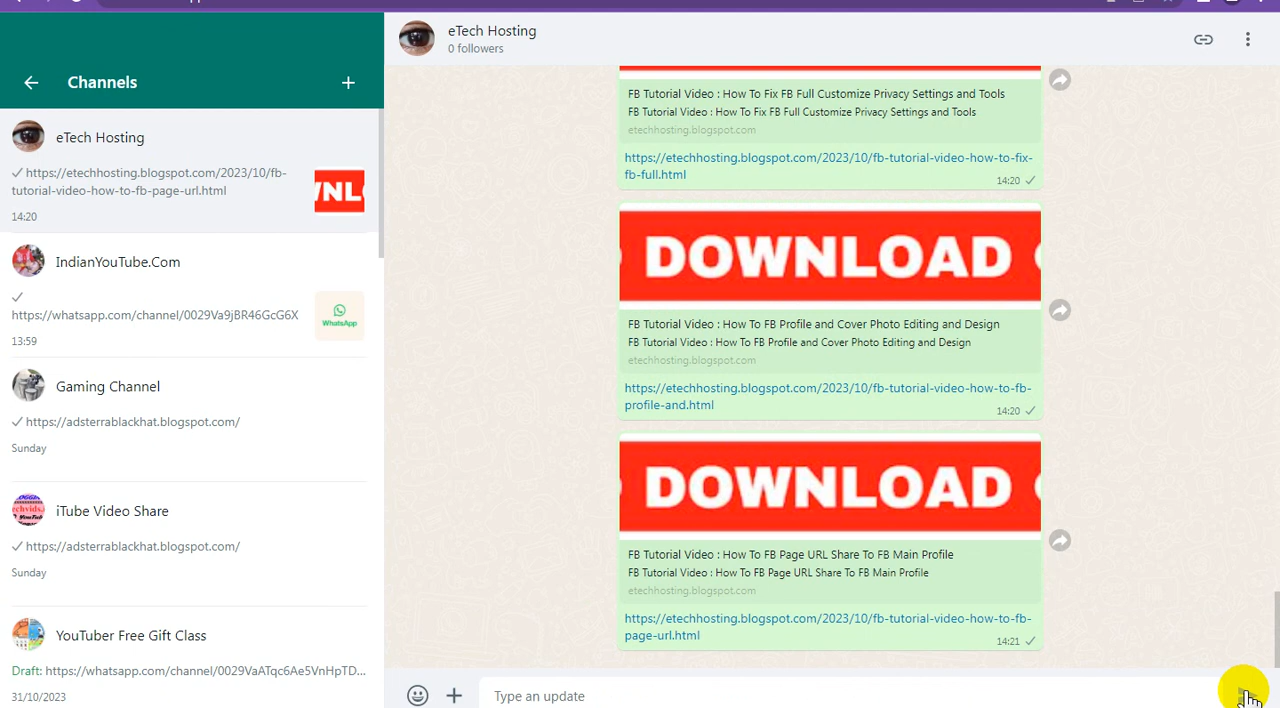 Channels
eTech Hosting
https://etechhosting.blogspot.com/2023/10/fb-
tutorial-video-how-to-fb-page-url.html
WNL
14:20
IndianYouTube.Com
https://whatsapp.com/channel/0029Va9jBR46GcG6X
WhatsApp
13:59
Gaming Channel
https://adsterrablackhat.blogspot.com/
Sunday
iTube Video Share
https://adsterrablackhat.blogspot.com/
Sunday
YouTuber Free Gift Class
Draft: https://whatsapp.com/channel/0029VaATqc6Ae5VnHpTD...
31/10/2023
eTech Hosting
0 followers
FB Tutorial Video : How To Fix FB Full Customize Privacy Settings and Tools
FB Tutorial Video : How To Fix FB Full Customize Privacy Settings and Tools
etechhosting.blogspot.com
https://etechhosting.blogspot.com/2023/10/fb-tutorial-video-how-to-fix-
fb-full.html
14:20
DOWNLOAD
FB Tutorial Video : How To FB Profile and Cover Photo Editing and Design
FB Tutorial Video : How To FB Profile and Cover Photo Editing and Design
etechhosting.blogspot.com
https://etechhosting.blogspot.com/2023/10/fb-tutorial-video-how-to-fb-
profile-and.html
14:20
DOWNLOAD
FB Tutorial Video : How To FB Page URL Share To FB Main Profile
FB Tutorial Video : How To FB Page URL Share To FB Main Profile
etechhosting.blogspot.com
https://etechhosting.blogspot.com/2023/10/fb-tutorial-video-how-to-fb-
page-url.html
14:21
Type an update